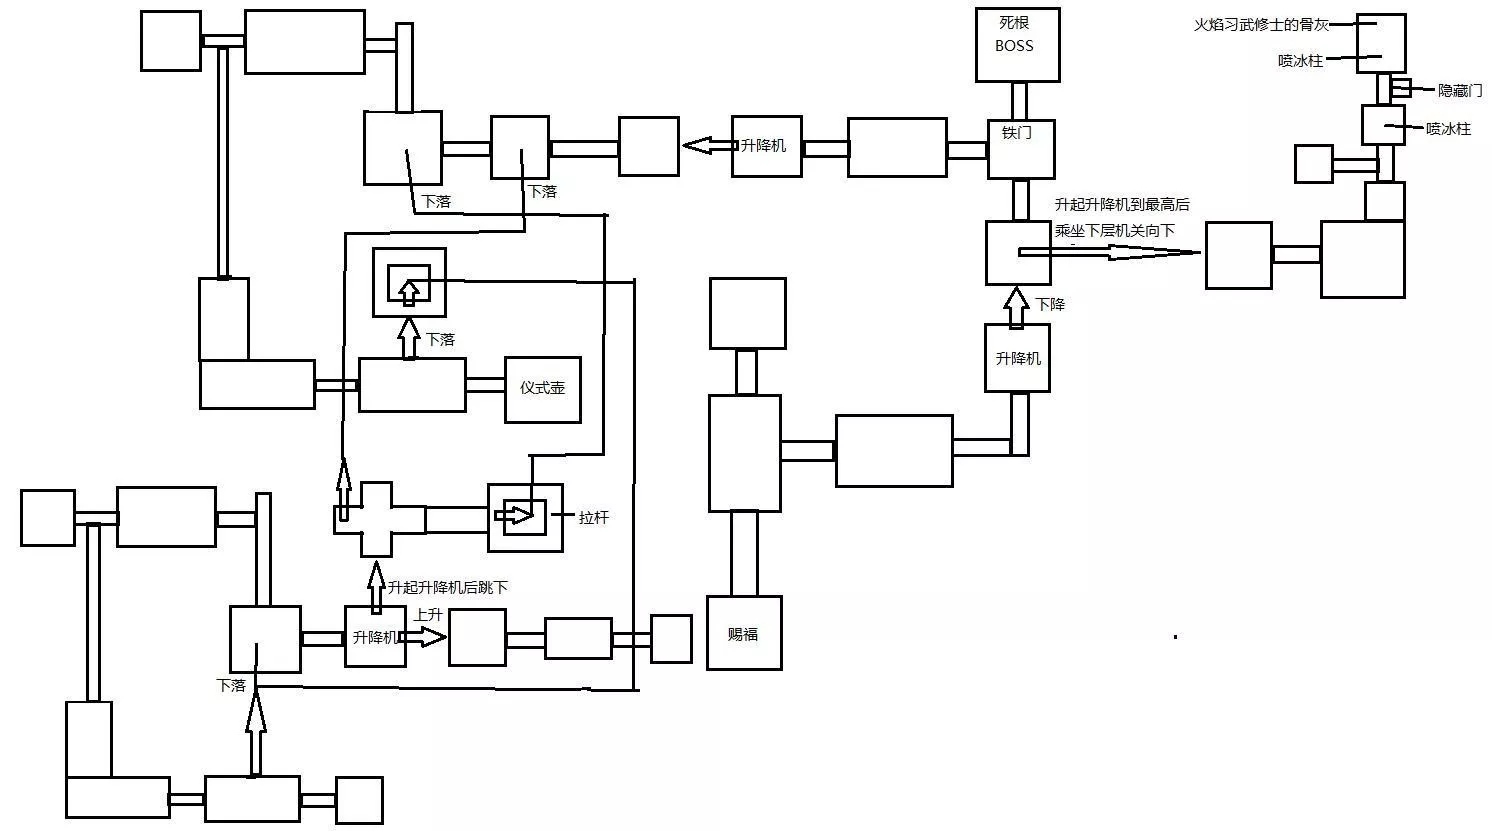 死根
BOSS
火焰习武修士的骨灰
喷冰柱
隐藏门
喷冰柱
铁门
升降机
下落
下落
升起升降机到最高后
乘坐下层机关向下
下降
下落
升降机
仪式壶
拉杆
升起升降机后跳下
上升
升降机
赐福
下落